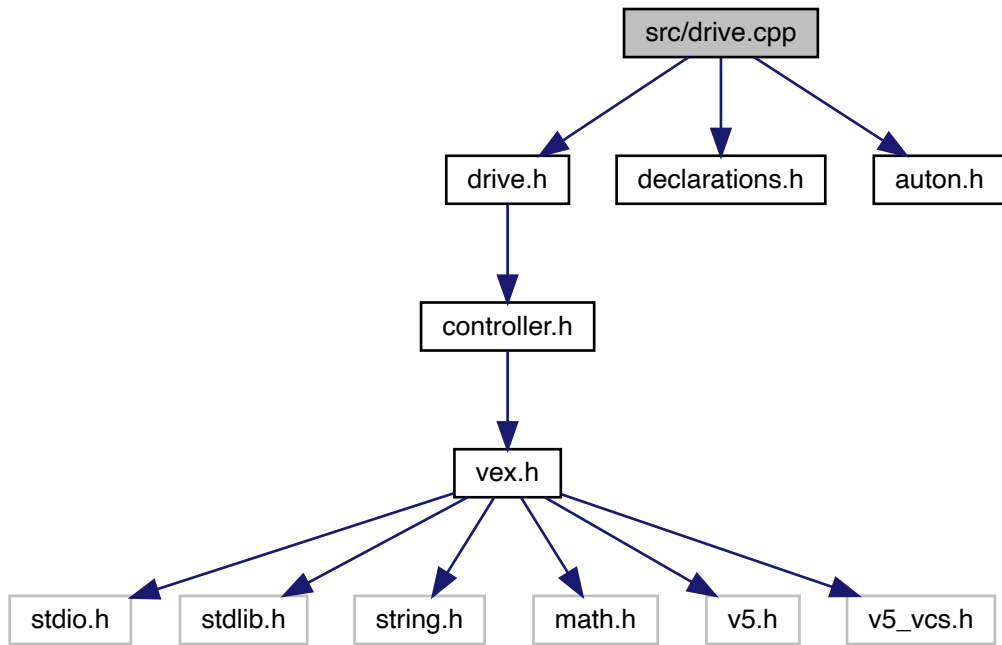 src/drive.cpp
drive.h
declarations.h
auton.h
controller.h
vex.h
stdio.h
stdlib.h
string.h
math.h
v5.h
v5_vcs.h